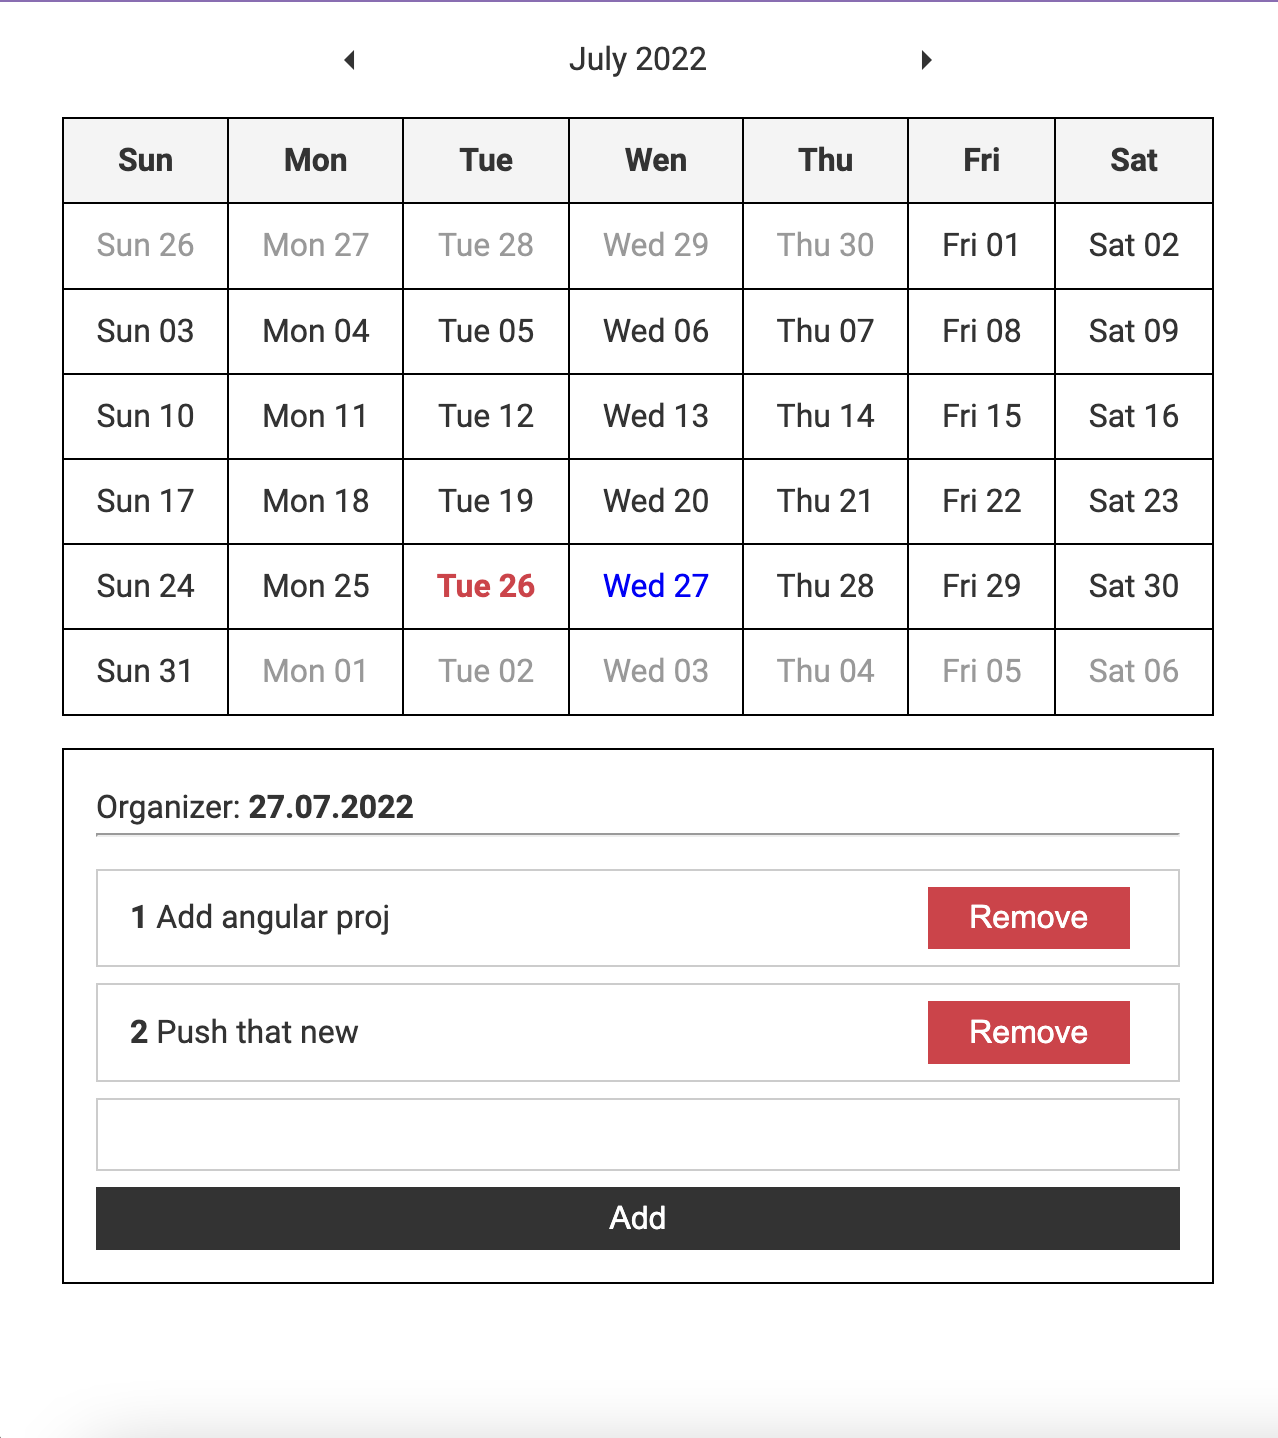 July 2022
Sun Mon Tue Wen Thu Fri Sat
Sun 26 Mon 27 Tue 28 Wed 29 Thu 30 Fri 01 Sat 02
Sun 03 Mon 04 Tue 05 Wed 06 Thu 07 Fri 08 Sat 09
Sun 10 Mon 11 Tue 12 Wed 13 Thu 14 Fri 15 Sat 16
Sun 17 Mon 18 Tue 19 Wed 20 Thu 21 Fri 22 Sat 23
Sun 24 Mon 25 Tue 26 Wed 27 Thu 28 Fri 29 Sat 30
Sun 31 Mon 01 Tue 02 Wed 03 Thu 04 Fri 05 Sat 06
Organizer: 27.07.2022
1 Add angular proj Remove
2 Push that new Remove
Add